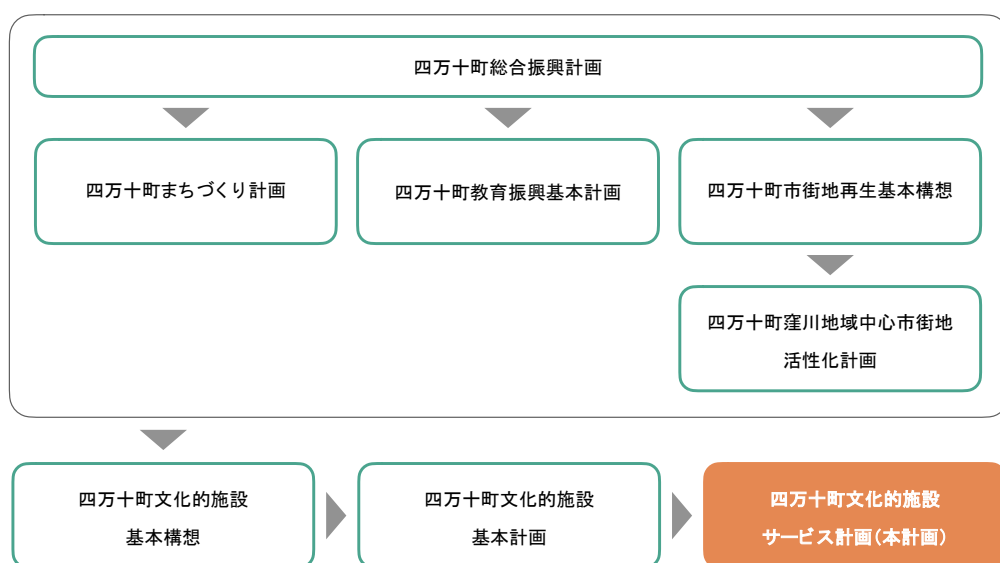 四万十町総合振興計画
四万十町まちづくり計画
四万十町教育振興基本計画
四万十町市街地再生基本構想
四万十町窪川地域中心市街地
活性化計画
四万十町文化的施設
基本構想
四万十町文化的施設
基本計画
四万十町文化的施設
サービス計画(本計画)